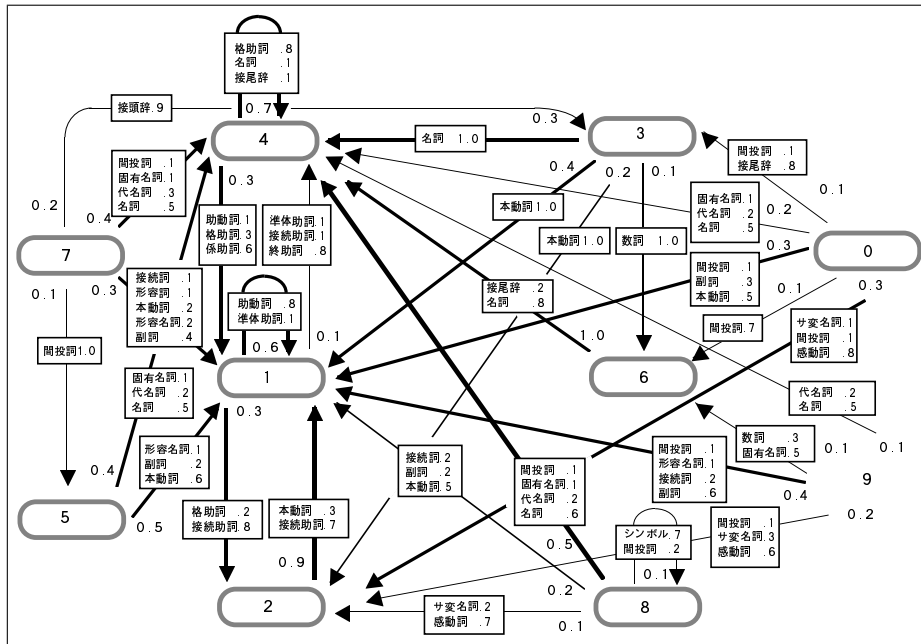 格助詞 .8
名詞 .1
接尾辞 .1
接頭辞.9
0.7
4
0.3
3
名詞 1.0
間投詞 .1
接尾辞 .8
間投詞 .1
固有名詞.1
代名詞 .3
名詞 .5
0.3
0.4
0.2
0.1
0.1
本動詞1.0
固有名詞.1
代名詞 .2
名詞 .5
0.2
0.2
0.4
助動詞.1
格助詞.3
係助詞.6
準体助詞.1
接続助詞.1
終助詞 .8
本動詞1.0
数詞 1.0
0.3
0
7
0.1
0.3
接続詞 .1
形容詞 .1
本動詞 .2
形容名詞.2
副詞 .4
助動詞 .8
準体助詞.1
接尾辞 .2
名詞 .8
間投詞 .1
副詞 .3
本動詞 .5
0.1
0.3
間投詞1.0
0.6
0.1
1.0
間投詞.7
サ変名詞.1
間投詞 .1
感動詞 .8
1
6
固有名詞.1
代名詞 .2
名詞 .5
0.3
代名詞 .2
名詞 .5
形容名詞.1
副詞 .2
本動詞 .6
接続詞.2
副詞 .2
本動詞.5
間投詞 .1
固有名詞.1
代名詞 .2
名詞 .6
間投詞 .1
形容名詞.1
接続詞 .2
副詞 .6
数詞 .3
固有名詞.5
0.1
0.1
0.4
9
0.4
5
0.5
格助詞 .2
接続助詞.8
本動詞 .3
接続助詞.7
0.2
間投詞 .1
サ変名詞.3
感動詞 .6
シンボル.7
間投詞 .2
0.5
0.9
0.1
0.2
2
サ変名詞.2
感動詞 .7
8
0.1